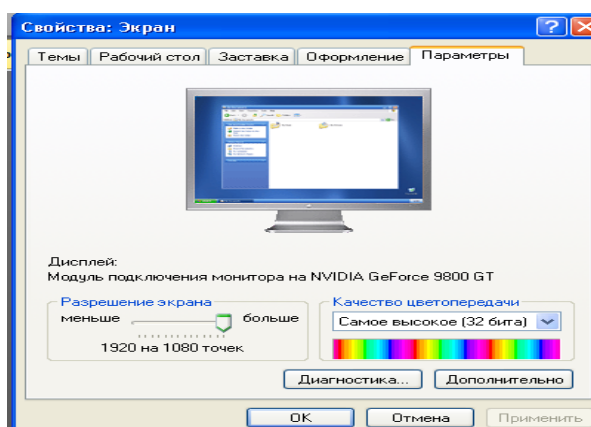 Свойства: Экран
Темы Рабочий стол Заставка Оформление Параметры
Дисплей:
Модуль подключения монитора на NVIDIA GeForce 9800 GT
Разрешение экрана
меньше больше
1920 на 1080 точек
Качество цветопередачи
Самое высокое (32 бита)
Диагностика... Дополнительно
OK Отмена Применить